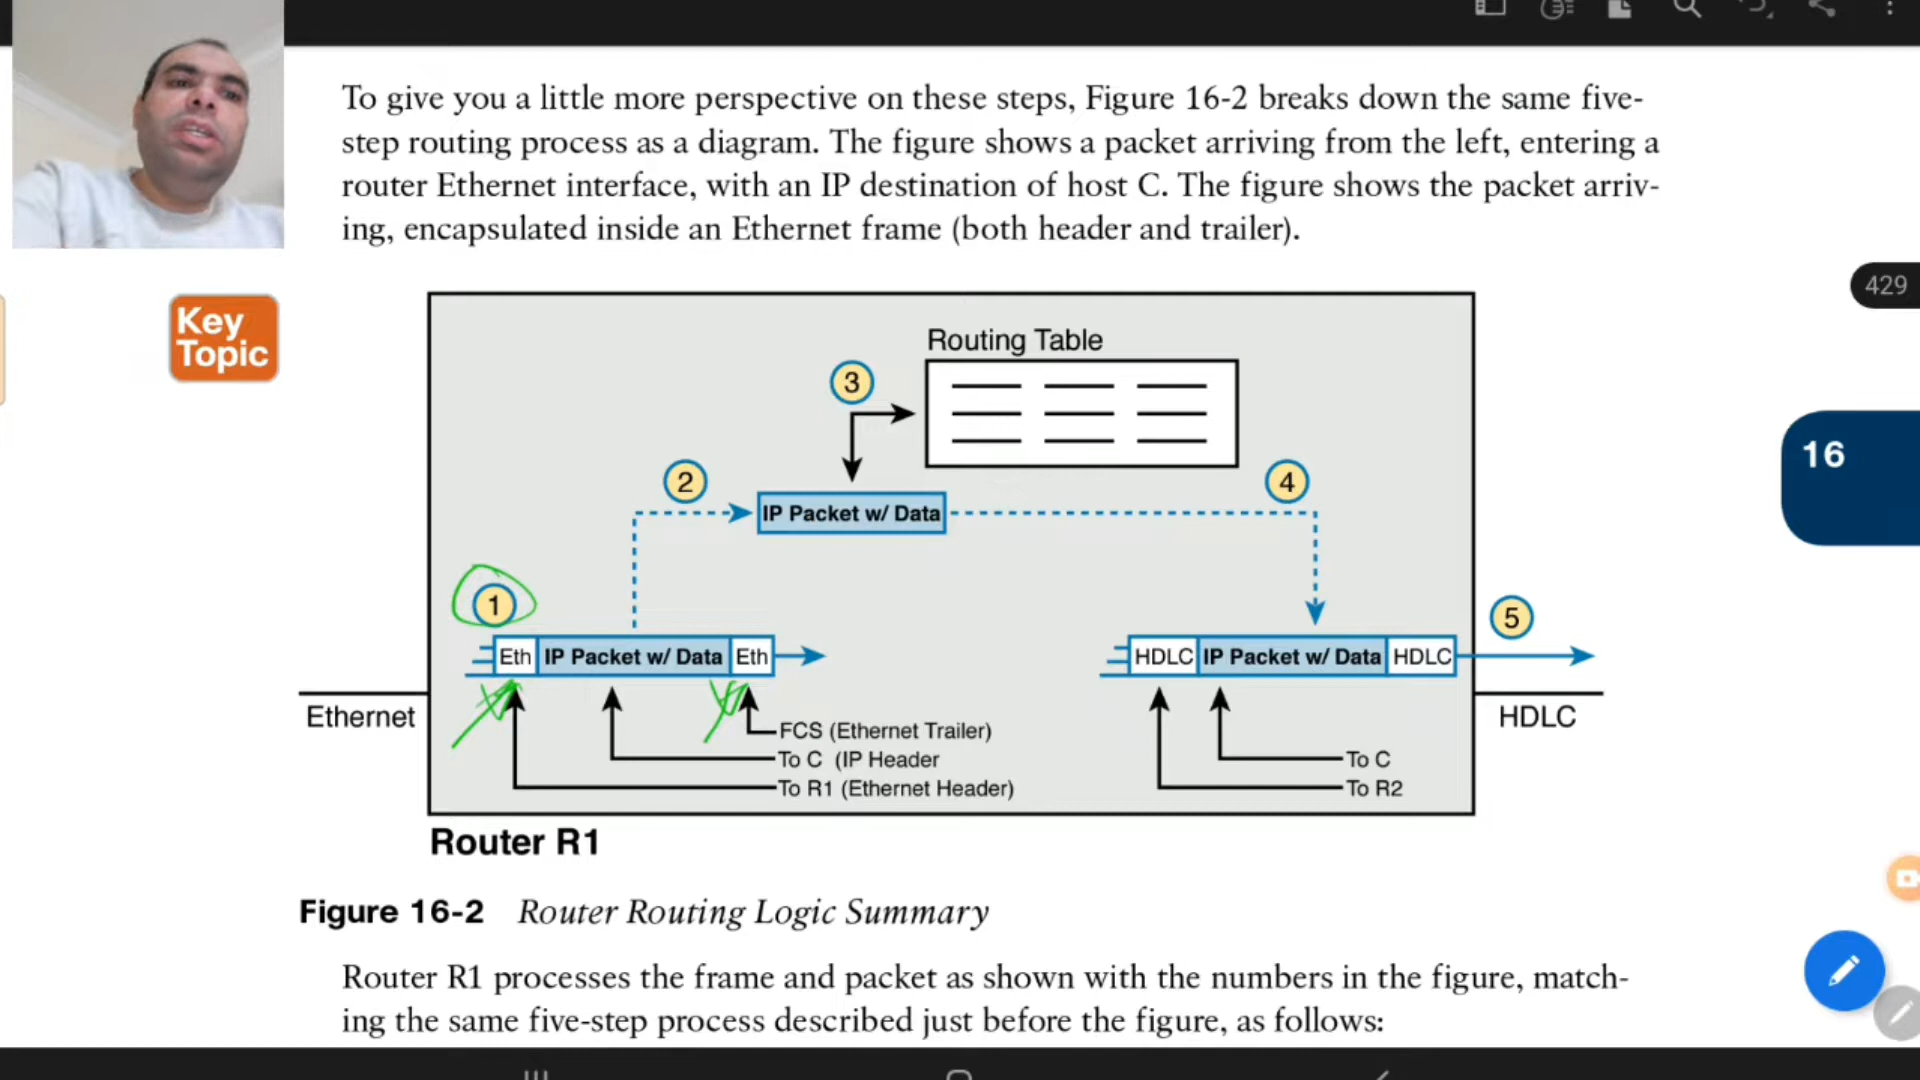 To give you a little more perspective on these steps, Figure 16-2 breaks down the same five-
step routing process as a diagram. The figure shows a packet arriving from the left, entering a
router Ethernet interface, with an IP destination of host C. The figure shows the packet arriv-
ing, encapsulated inside an Ethernet frame (both header and trailer).
Key
Topic
429
16
Routing Table
3
2
4
IP Packet w/ Data
1
5
Eth IP Packet w/ Data Eth
HDLC IP Packet w/ Data HDLC
Ethernet
HDLC
FCS (Ethernet Trailer)
To C (IP Header
To R1 (Ethernet Header)
To C
To R2
Router R1
Figure 16-2 Router Routing Logic Summary
Router R1 processes the frame and packet as shown with the numbers in the figure, match-
ing the same five-step process described just before the figure, as follows: